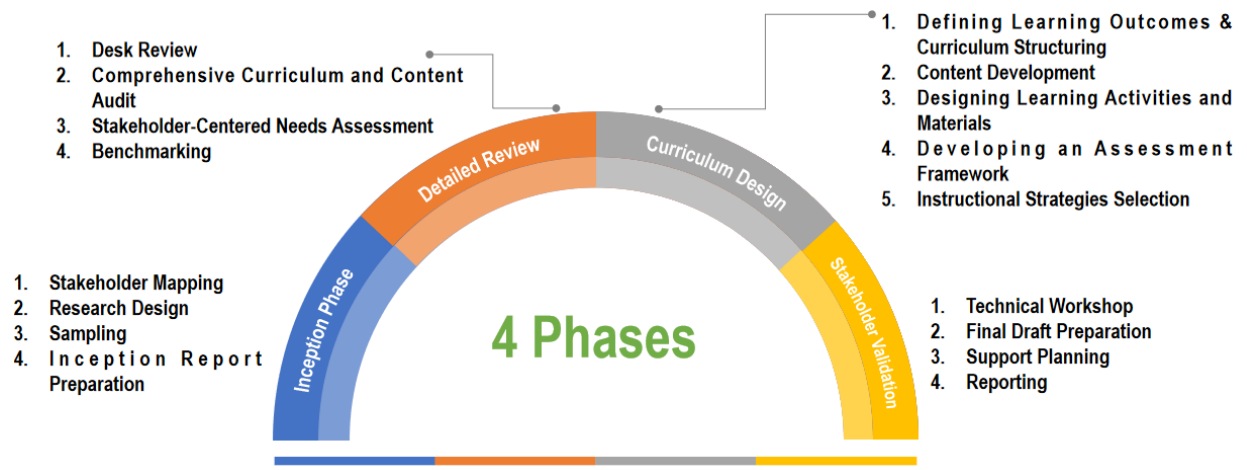 1. Desk Review
2. Comprehensive Curriculum and Content
Audit
3. Stakeholder-Centered Needs Assessment
4. Benchmarking
1. Defining Learning Outcomes &
Curriculum Structuring
2. Content Development
3. Designing Learning Activities and
Materials
4. Developing an Assessment
Framework
5. Instructional Strategies Selection
Detailed Review
Curriculum Design
Inception Phase
Stakeholder Validation
1. Stakeholder Mapping
2. Research Design
3. Sampling
4. Inception Report
Preparation
4 Phases
1. Technical Workshop
2. Final Draft Preparation
3. Support Planning
4. Reporting